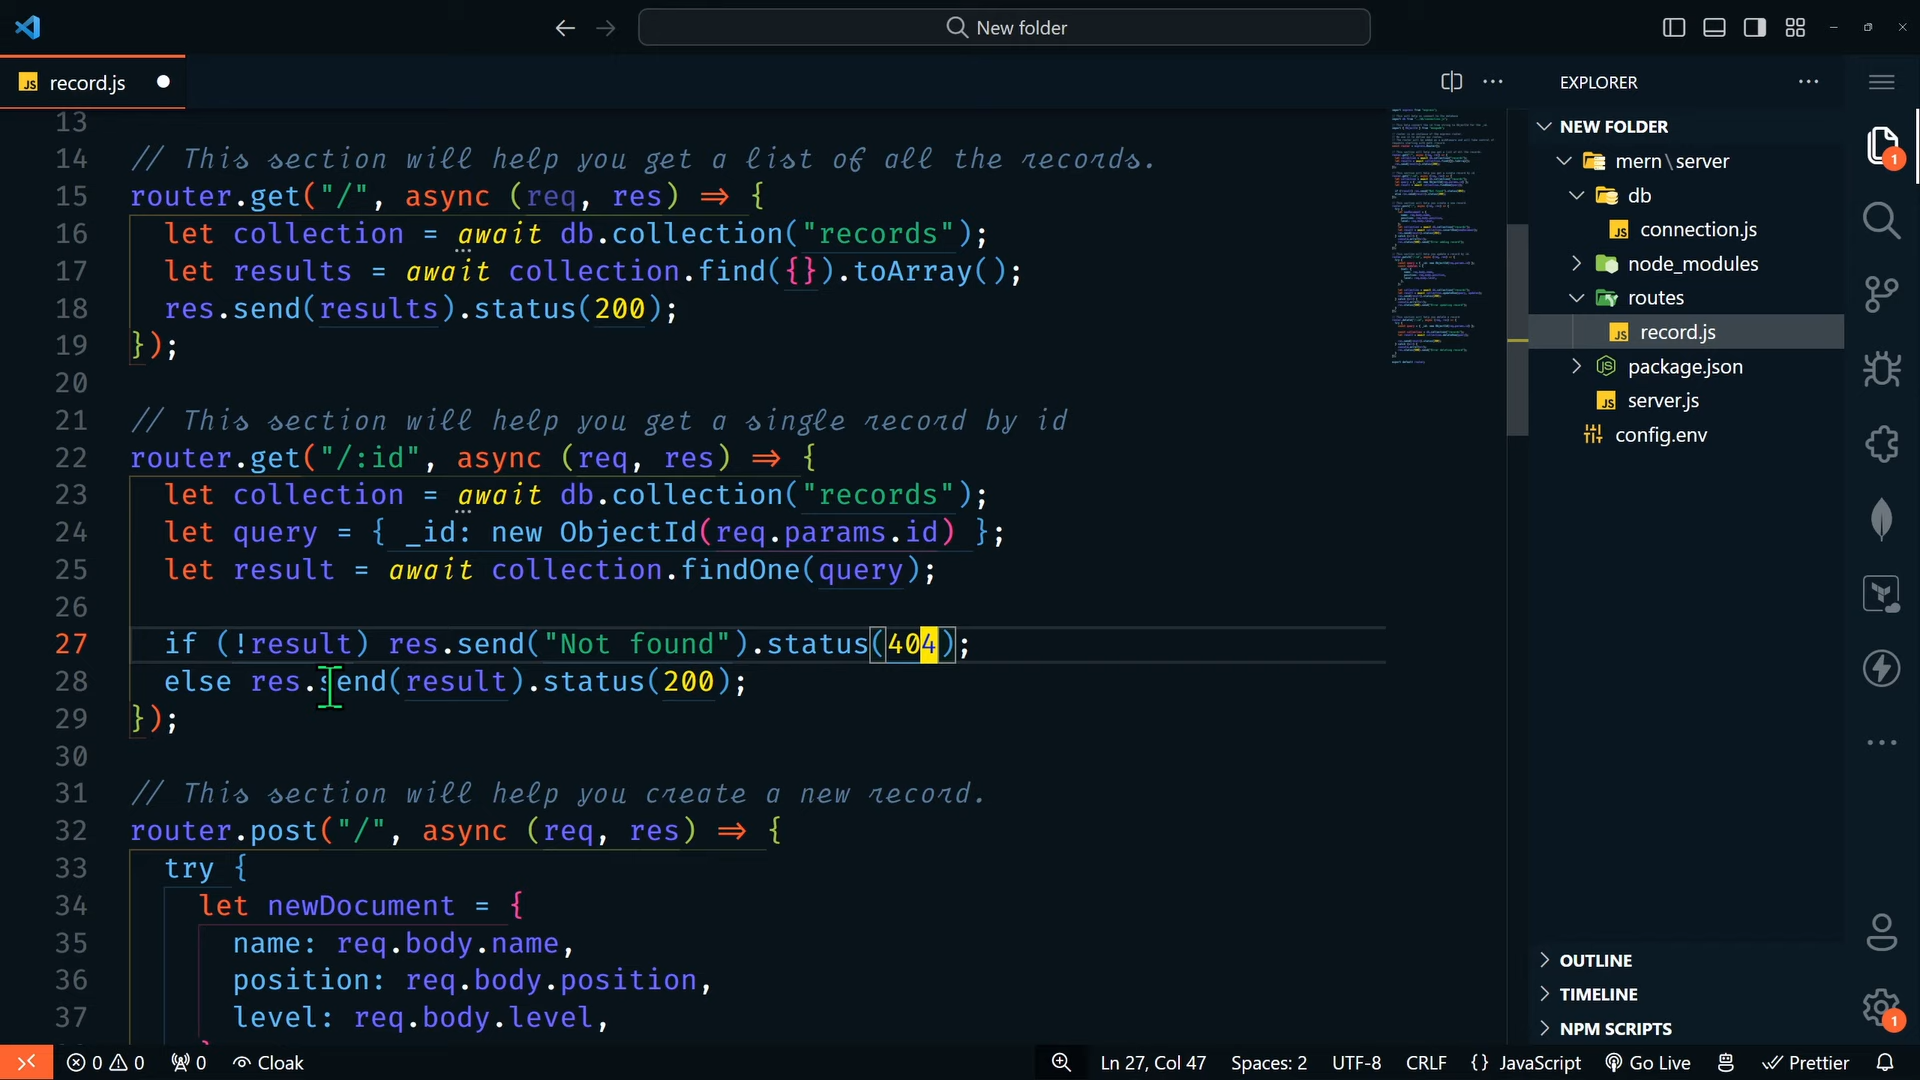 New folder
record.js
EXPLORER
13
14 // This section will help you get a list of all the records.
15 router.get("/", async (req, res) => {
16 let collection = await db.collection("records");
17 let results = await collection.find({}).toArray();
18 res.send(results).status(200);
19 });
20
21 // This section will help you get a single record by id
22 router.get("/:id", async (req, res) => {
23 let collection = await db.collection("records");
24 let query = { _id: new ObjectId(req.params.id) };
25 let result = await collection.findOne(query);
26
27 if (!result) res.send("Not found").status(404);
28 else res.send(result).status(200);
29 });
30
31 // This section will help you create a new record.
32 router.post("/", async (req, res) => {
33 try {
34 let newDocument = {
35 name: req.body.name,
36 position: req.body.position,
37 level: req.body.level,
NEW FOLDER
mern\server
db
connection.js
node_modules
routes
record.js
package.json
server.js
config.env
OUTLINE
TIMELINE
NPM SCRIPTS
1
1
0 0 0 Cloak Ln 27, Col 47 Spaces: 2 UTF-8 CRLF {} JavaScript Go Live Prettier